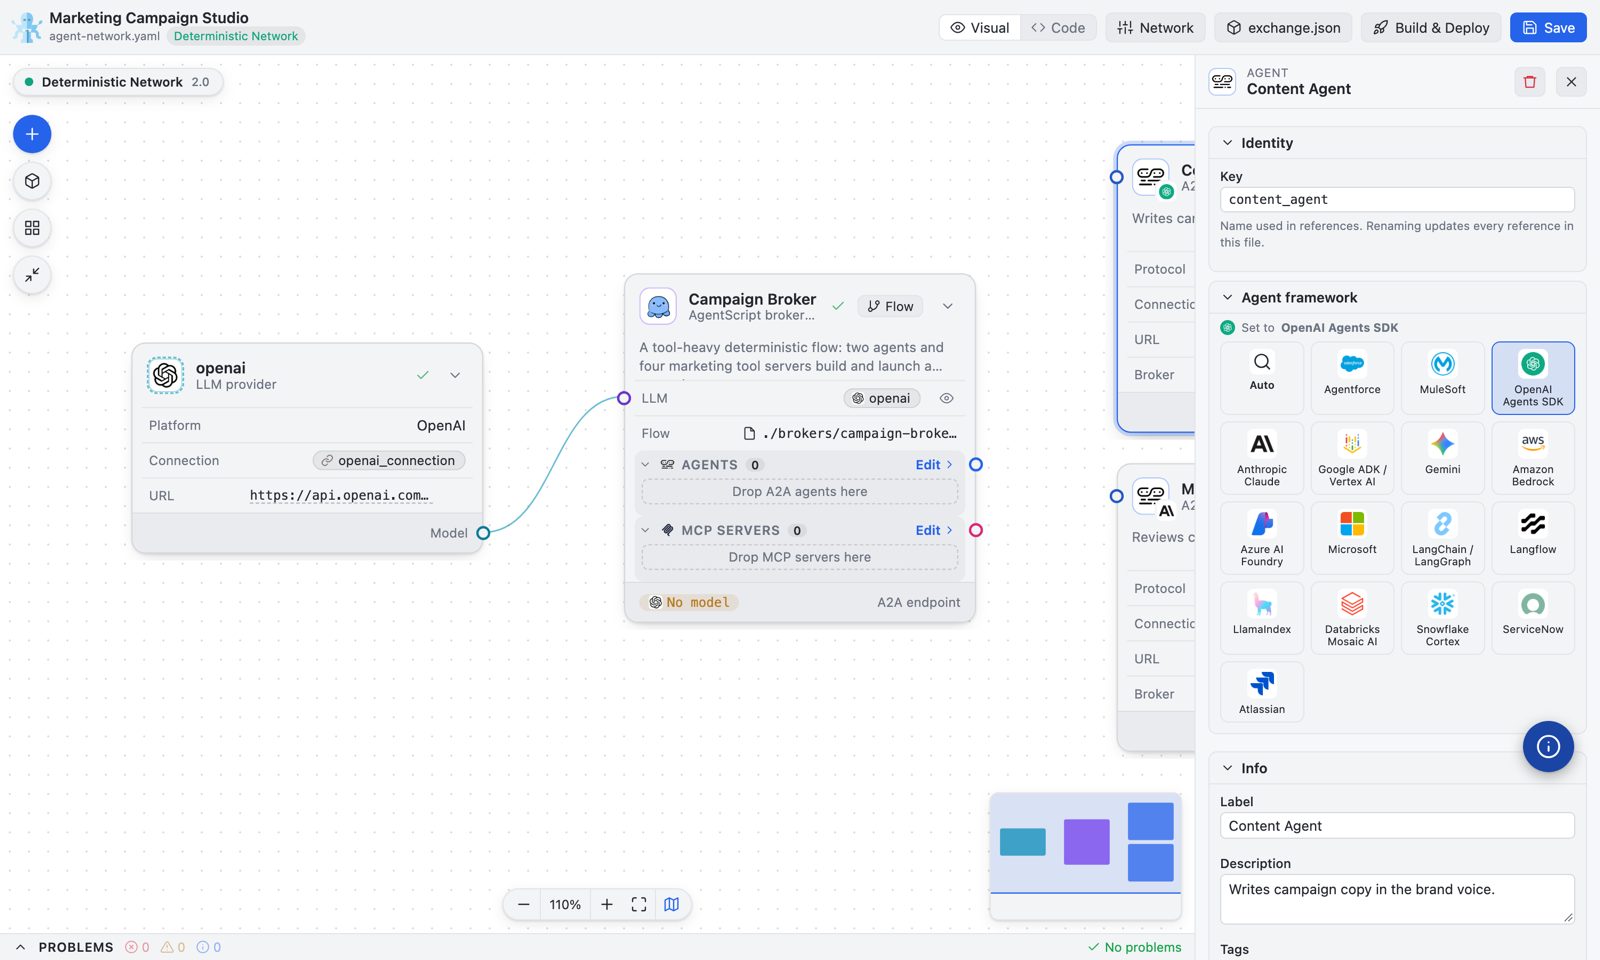 Marketing Campaign Studio
agent-network.yaml Deterministic Network
Visual
Code
Network
exchange.json
Build & Deploy
Save
Deterministic Network 2.0
openai
LLM provider
Platform OpenAI
Connection openai_connection
URL https://api.openai.com…
Model
Campaign Broker
AgentScript broker...
Flow
A tool-heavy deterministic flow: two agents and
four marketing tool servers build and launch a...
LLM openai
Flow ./brokers/campaign-broke…
AGENTS 0 Edit
Drop A2A agents here
MCP SERVERS 0 Edit
Drop MCP servers here
No model A2A endpoint
Protocol
URL
Broker
Protocol
URL
Broker
110%
PROBLEMS 0 0 0
No problems
AGENT
Content Agent
Identity
Key
content_agent
Name used in references. Renaming updates every reference in
this file.
Agent framework
Set to OpenAI Agents SDK
Auto
Agentforce
MuleSoft
OpenAI
Agents SDK
Anthropic
Claude
Google ADK /
Vertex AI
Gemini
aws
Amazon
Bedrock
Azure AI
Foundry
Microsoft
LangChain /
LangGraph
Langflow
LlamaIndex
Databricks
Mosaic AI
Snowflake
Cortex
ServiceNow
Atlassian
Info
Label
Content Agent
Description
Writes campaign copy in the brand voice.
Tags